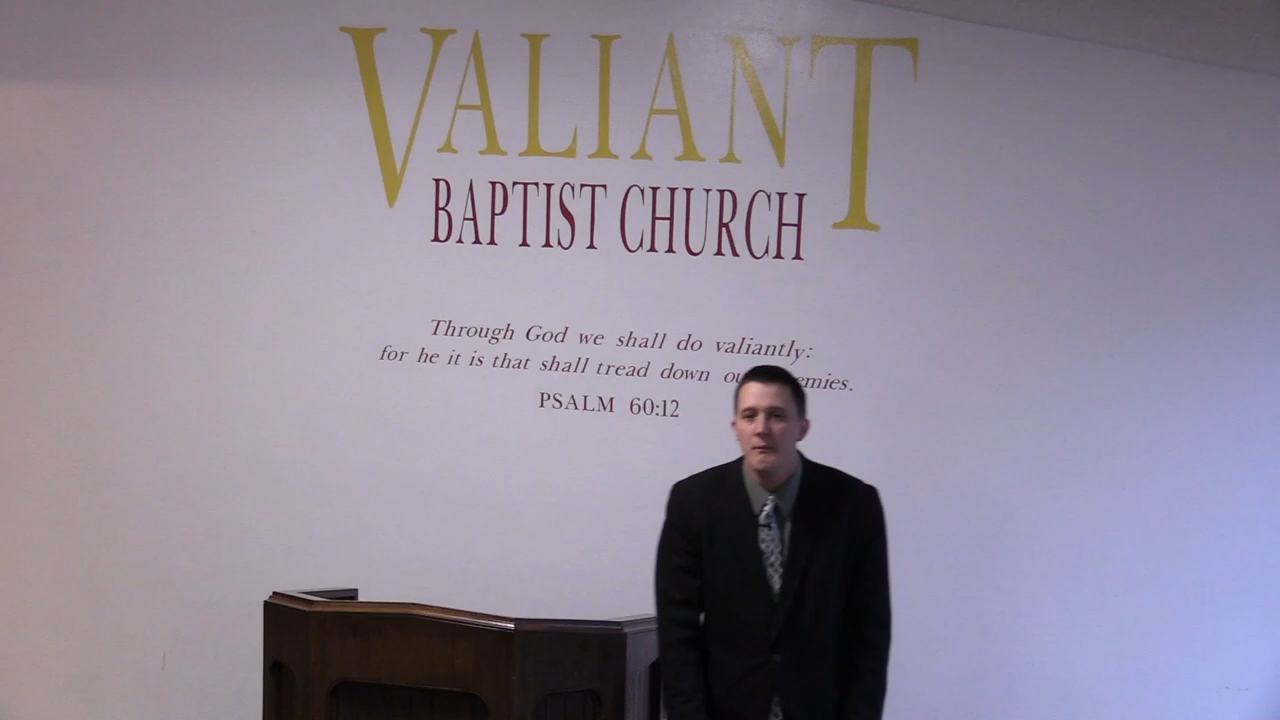 VALIANT
BAPTIST CHURCH
Through God we shall do valiantly:
for he it is that shall tread down
PSALM 60:12